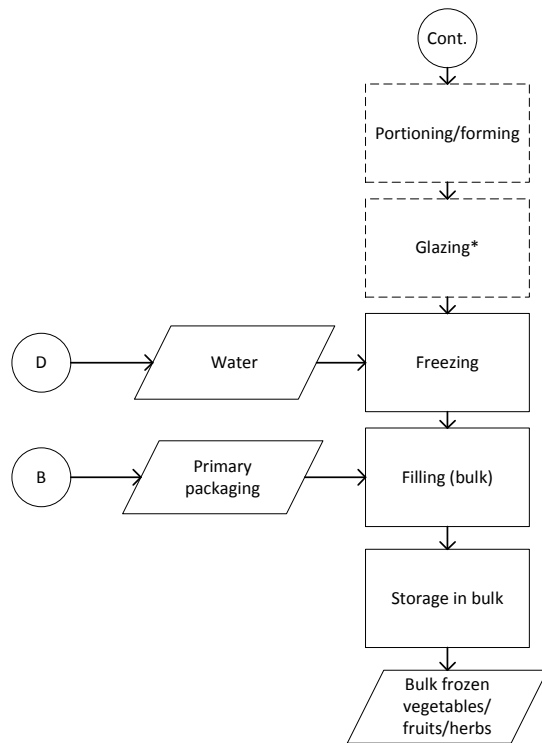 Cont.
Portioning/forming
Glazing*
D
Water
Freezing
B
Primary
packaging
Filling (bulk)
Storage in bulk
Bulk frozen
vegetables/
fruits/herbs